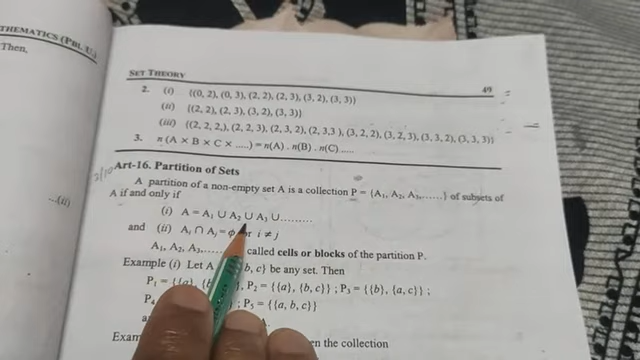 THEMATICS (PBL. U.)
Then,
...(ii)
SET THEORY
49
2. (i) {(0, 2), (0, 3), (2, 2), (2, 3), (3, 2), (3, 3)}
(ii) {(2, 2), (2, 3), (3, 2), (3, 3)}
(iii) {(2, 2, 2,), (2, 2, 3), (2, 3, 2), (2, 3,3 ), (3, 2, 2), (3, 2, 3), (3, 3, 2), (3, 3, 3)}
3. n (A × B × C × .....) = n(A) . n(B) . n(C) .....
Art-16. Partition of Sets
A partition of a non-empty set A is a collection P = {A₁, A₂, A₃,......} of subsets of
A if and only if
(i) A = A₁ ∪ A₂ ∪ A₃ ∪.........
and (ii) Aᵢ ∩ Aⱼ = ϕ for i ≠ j
A₁, A₂, A₃,....... called cells or blocks of the partition P.
Example (i) Let A b, c} be any set. Then
P₁ = {{a}, {b, }, P₂ = {{a}, {b, c}} ; P₃ = {{b}, {a, c}} ;
P₄ ; P₅ = {{a, b, c}}
Exam en the collection